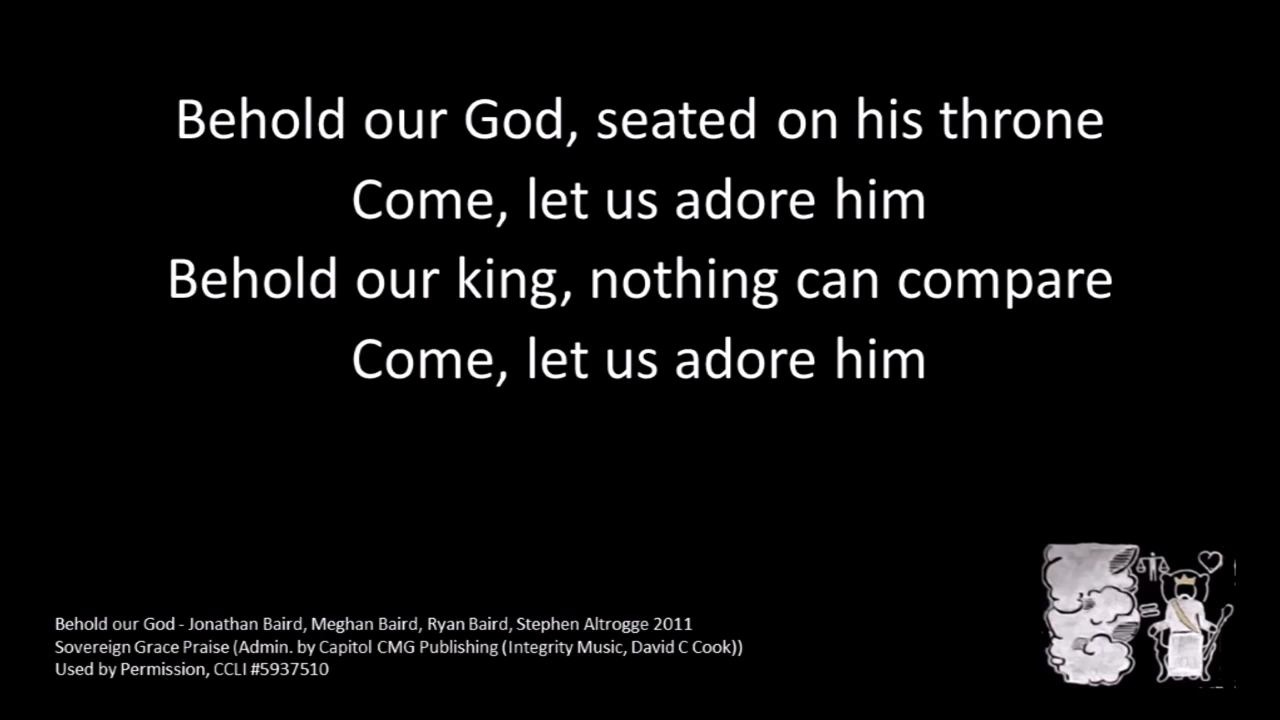 Behold our God, seated on his throne
Come, let us adore him
Behold our king, nothing can compare
Come, let us adore him
Behold our God - Jonathan Baird, Meghan Baird, Ryan Baird, Stephen Altrogge 2011
Sovereign Grace Praise (Admin. by Capitol CMG Publishing (Integrity Music, David C Cook))
Used by Permission, CCLI #5937510